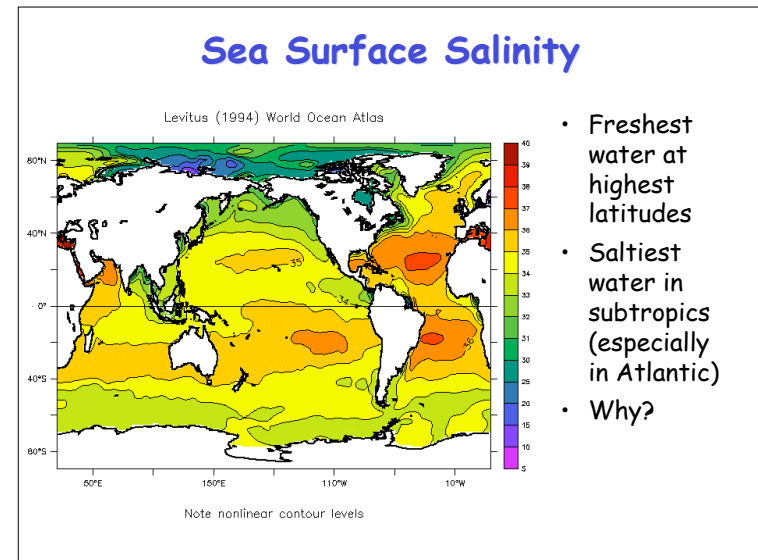 Sea Surface Salinity
Levitus (1994) World Ocean Atlas
80°N
40°N
0°
40°S
80°S
50°E
150°E
110°W
10°W
35
34
36
40
39
38
37
36
35
34
33
32
31
30
25
20
15
10
5
Note nonlinear contour levels
• Freshest
water at
highest
latitudes
• Saltiest
water in
subtropics
(especially
in Atlantic)
• Why?